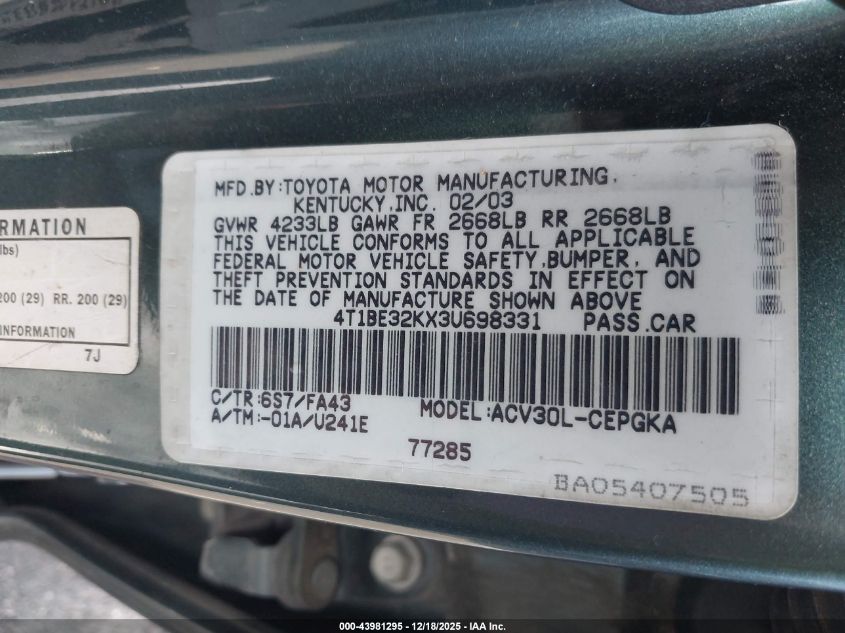 MFD.BY:TOYOTA MOTOR MANUFACTURING,
KENTUCKY,INC. 02/03
GVWR 4233LB GAWR FR 2668LB RR 2668LB
THIS VEHICLE CONFORMS TO ALL APPLICABLE
FEDERAL MOTOR VEHICLE SAFETY,BUMPER, AND
THEFT PREVENTION STANDARDS IN EFFECT ON
THE DATE OF MANUFACTURE SHOWN ABOVE
4T1BE32KX3U698331 PASS.CAR
C/TR:6S7/FA43
A/TM:-01A/U241E
MODEL:ACV30L-CEPGKA
77285
BA05407505
RMATION
lbs)
200 (29) RR. 200 (29)
INFORMATION
7J
000-43981295 - 12/18/2025 - IAA Inc.